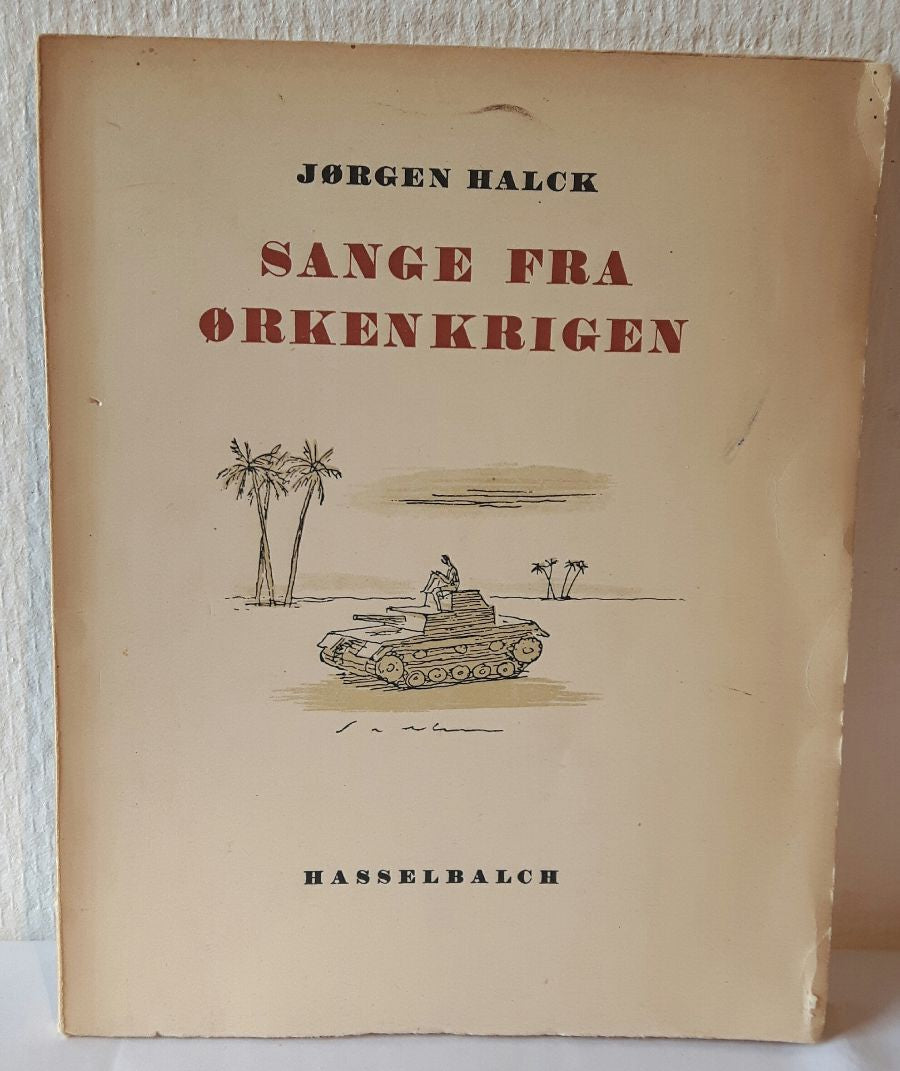 JØRGEN HALCK
SANGE FRA
ØRKENKRIGEN
HASSELBALCH